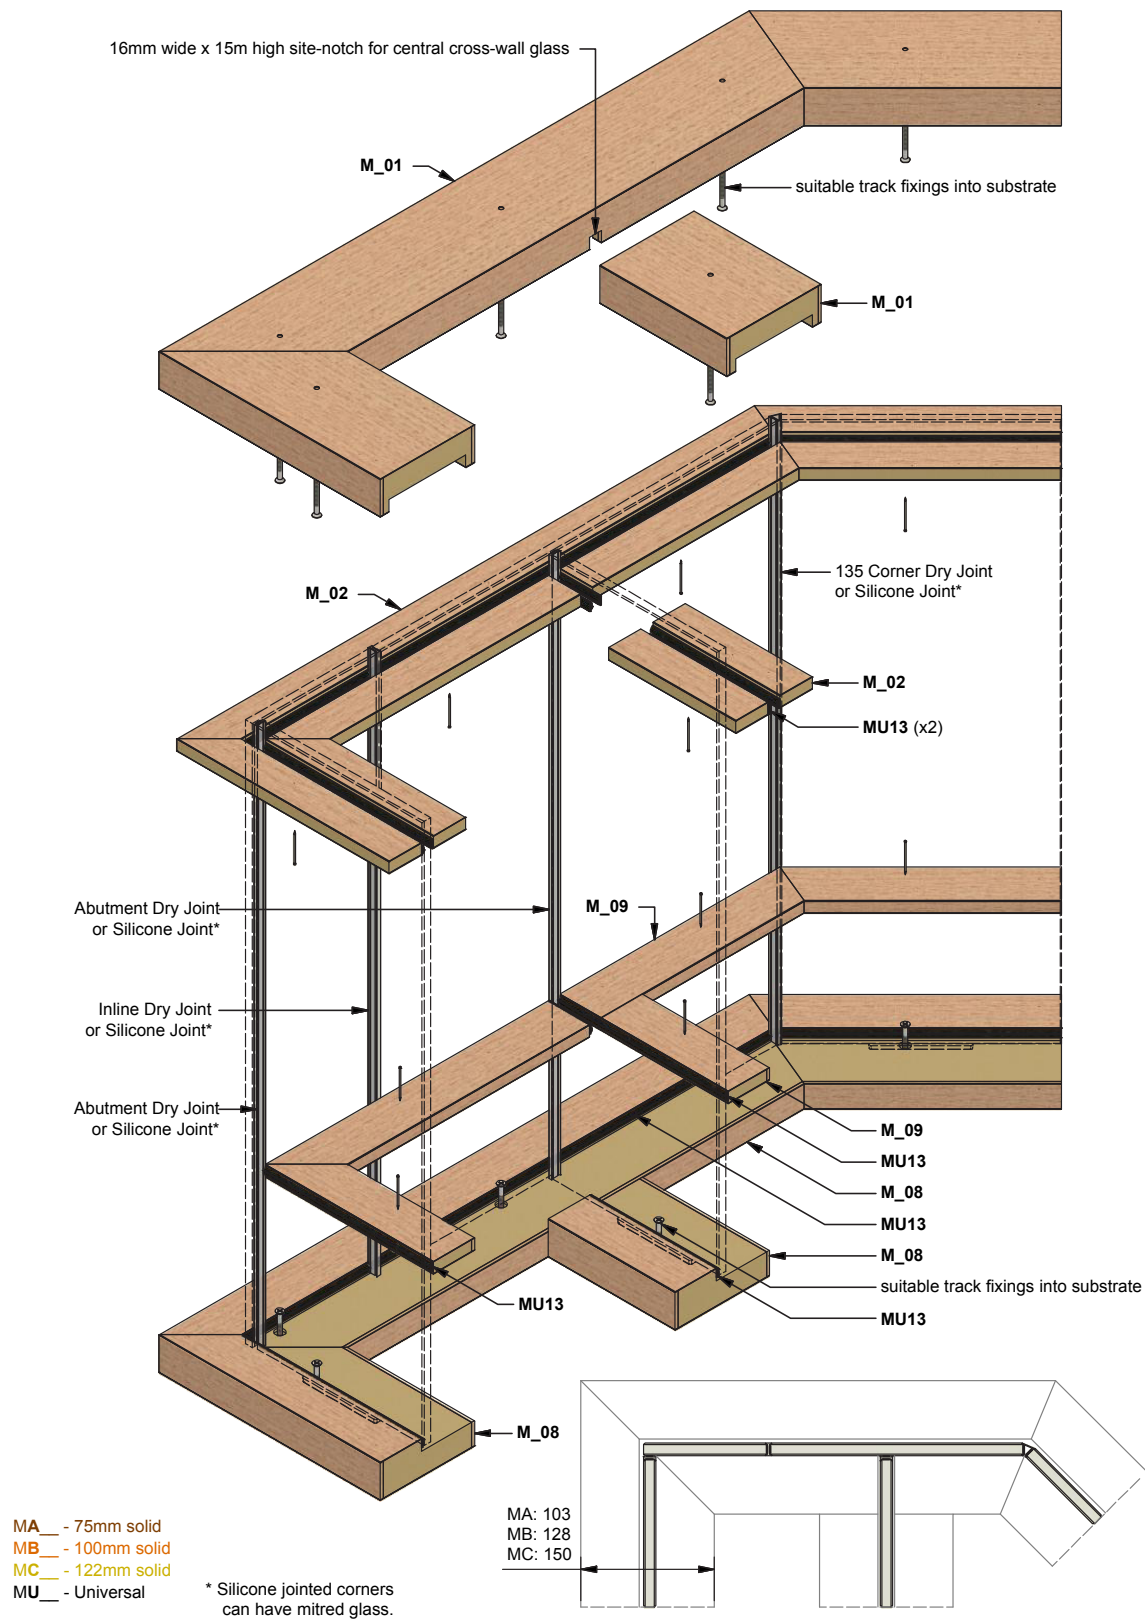 16mm wide x 15m high site-notch for central cross-wall glass
M_01
suitable track fixings into substrate
M_01
135 Corner Dry Joint
or Silicone Joint*
M_02
M_02
MU13 (x2)
Abutment Dry Joint
or Silicone Joint*
M_09
Inline Dry Joint
or Silicone Joint*
Abutment Dry Joint
or Silicone Joint*
M_09
MU13
M_08
MU13
M_08
suitable track fixings into substrate
MU13
MU13
M_08
MA: 103
MB: 128
MC: 150
MA__ - 75mm solid
MB__ - 100mm solid
MC__ - 122mm solid
MU__ - Universal
* Silicone jointed corners
can have mitred glass.